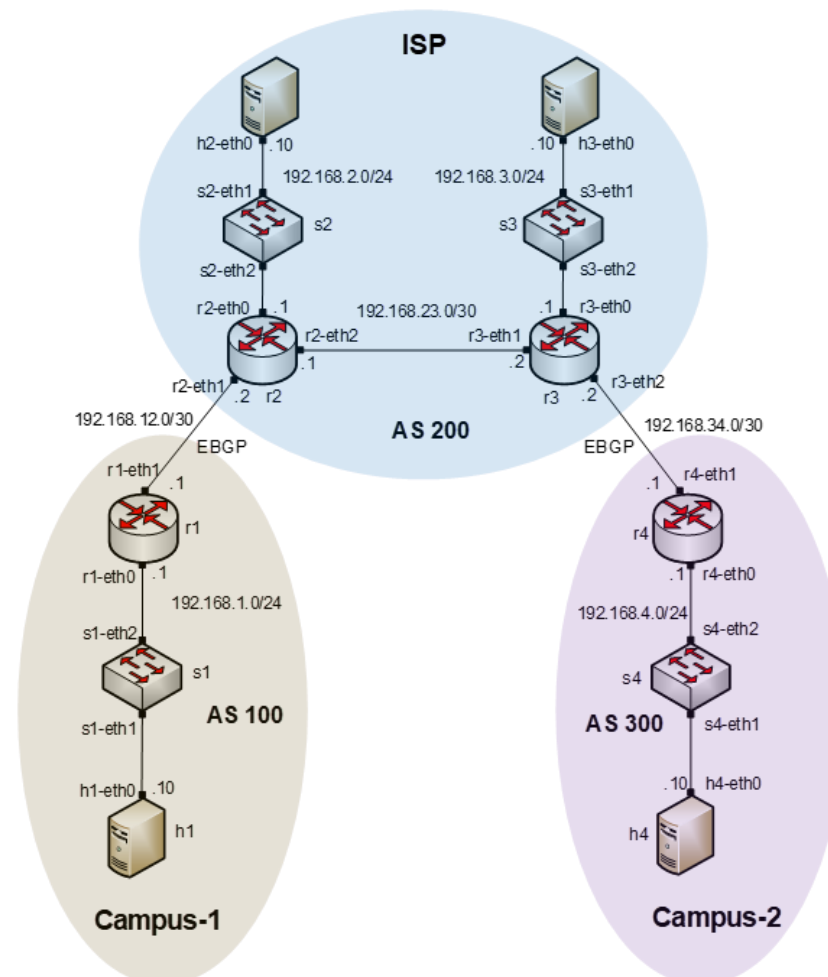 ISP
h2-eth0
.10
.10
h3-eth0
192.168.2.0/24
192.168.3.0/24
s2-eth1
s3-eth1
s2
s3
s2-eth2
s3-eth2
r2-eth0
.1
192.168.23.0/30
.1
r3-eth0
r2-eth2
r3-eth1
.1
.2
r2-eth1
.2
r2
r3
.2
r3-eth2
192.168.12.0/30
AS 200
192.168.34.0/30
EBGP
EBGP
r1-eth1
.1
.1
r4-eth1
r1
r4
r1-eth0
.1
.1
r4-eth0
192.168.1.0/24
192.168.4.0/24
s1-eth2
s4-eth2
s1
s4
AS 100
AS 300
s1-eth1
s4-eth1
h1-eth0
.10
.10
h4-eth0
h1
h4
Campus-1
Campus-2